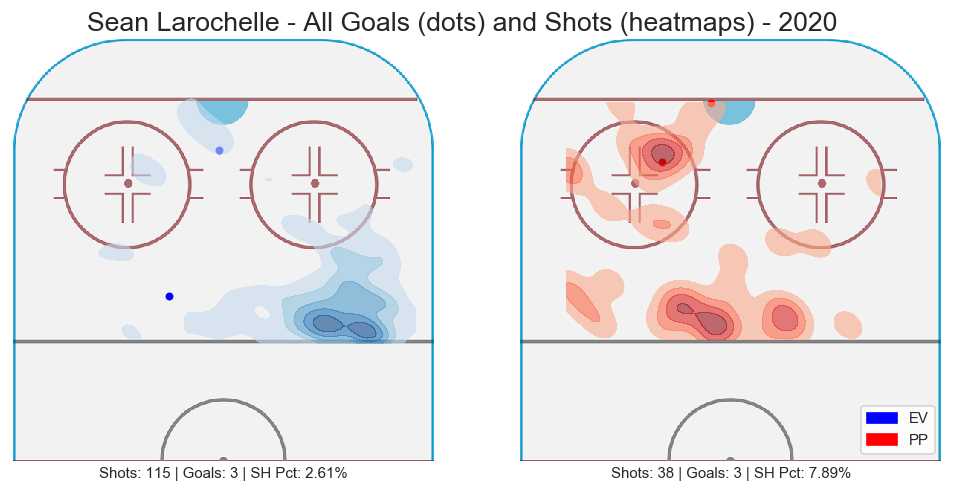 Sean Larochelle - All Goals (dots) and Shots (heatmaps) - 2020
EV
PP
Shots: 115 | Goals: 3 | SH Pct: 2.61%
Shots: 38 | Goals: 3 | SH Pct: 7.89%